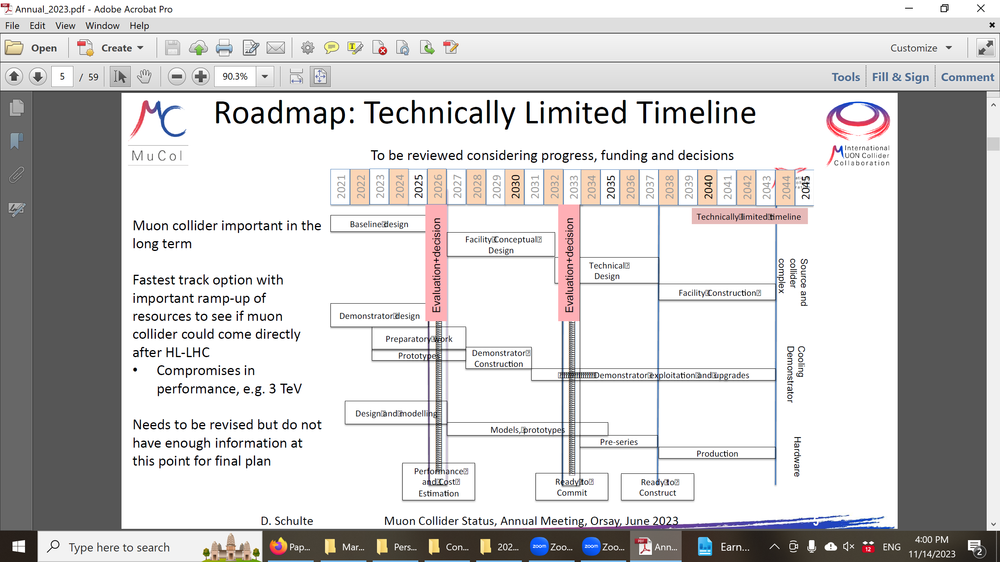 Annual_2023.pdf - Adobe Acrobat Pro
File Edit View Window Help
Open Create Customize
5 / 59 90.3% Tools Fill & Sign Comment
MuCol
Roadmap: Technically Limited Timeline
International
MUON Collider
Collaboration
To be reviewed considering progress, funding and decisions
2021 2022 2023 2024 2025 2026 2027 2028 2029 2030 2031 2032 2033 2034 2035 2036 2037 2038 2039 2040 2041 2042 2043 2044 2045
Technically limited timeline
Muon collider important in the
long term
Fastest track option with
important ramp-up of
resources to see if muon
collider could come directly
after HL-LHC
• Compromises in
performance, e.g. 3 TeV
Needs to be revised but do not
have enough information at
this point for final plan
Baseline design
Evaluation+decision
Facility Conceptual
Design
Evaluation+decision
Technical
Design
Facility Construction
Source and
collider
complex
Demonstrator design
Preparatory work
Prototypes
Demonstrator
Construction
Demonstrator exploitation and upgrades
Cooling
Demonstrator
Design and modelling
Models, prototypes
Pre-series
Production
Hardware
Performance
and Cost
Estimation
Ready to
Commit
Ready to
Construct
D. Schulte Muon Collider Status, Annual Meeting, Orsay, June 2023
Type here to search Pap... Mar... Pers... Con... 202... Zoo... Zoo... Ann... Earn... 12 ENG
4:00 PM
11/14/2023
2